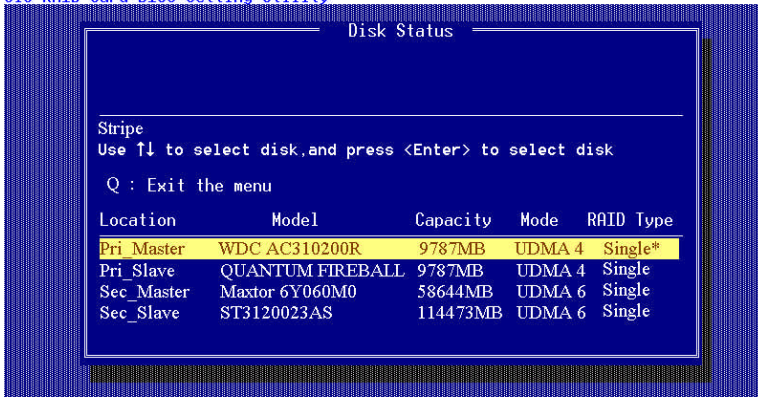 Disk Status
Stripe
Use ↑↓ to select disk,and press <Enter> to select disk
Q : Exit the menu
Location Model Capacity Mode RAID Type
Pri_Master WDC AC310200R 9787MB UDMA 4 Single*
Pri_Slave QUANTUM FIREBALL 9787MB UDMA 4 Single
Sec_Master Maxtor 6Y060M0 58644MB UDMA 6 Single
Sec_Slave ST3120023AS 114473MB UDMA 6 Single